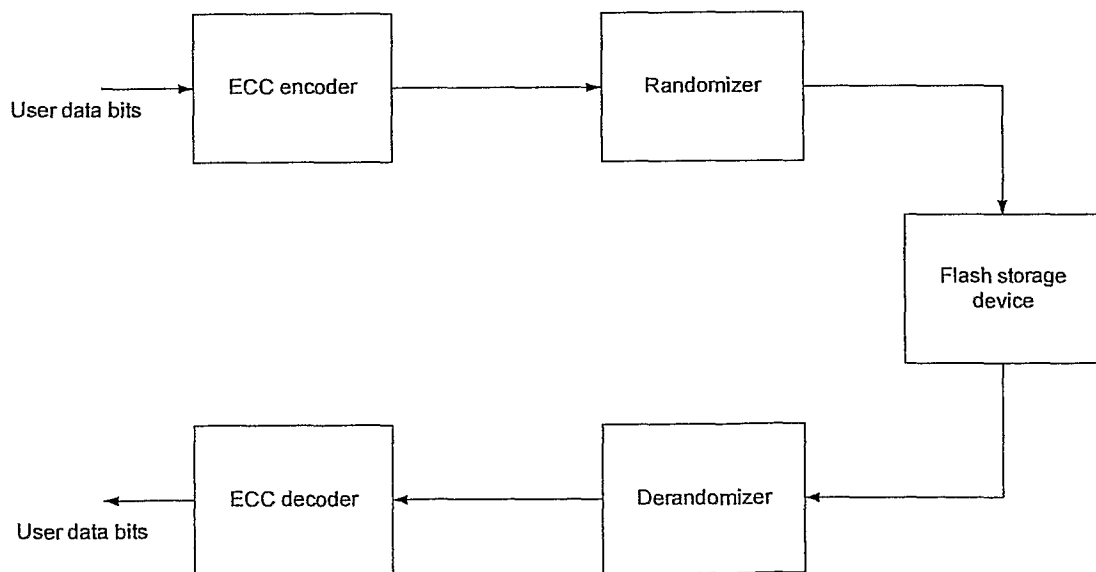 User data bits
ECC encoder
Randomizer
Flash storage
device
Derandomizer
ECC decoder
User data bits